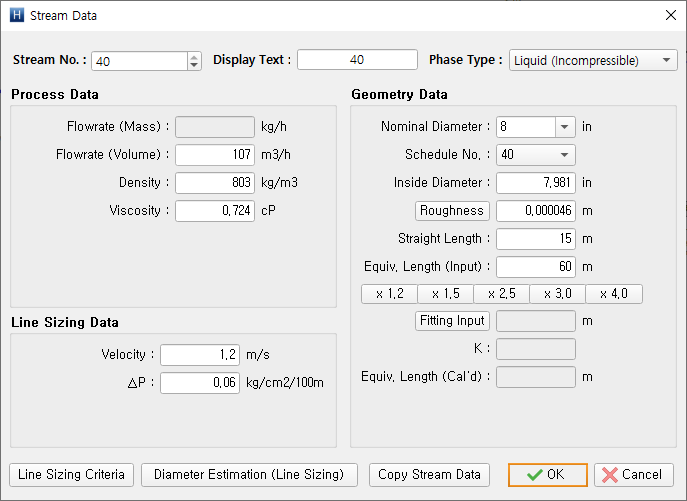 H Stream Data
Stream No. : 40 Display Text : 40 Phase Type : Liquid (Incompressible)
Process Data
Flowrate (Mass) : kg/h
Flowrate (Volume) : 107 m3/h
Density : 803 kg/m3
Viscosity : 0,724 cP
Line Sizing Data
Velocity : 1,2 m/s
△P : 0,06 kg/cm2/100m
Geometry Data
Nominal Diameter : 8 in
Schedule No, : 40
Inside Diameter : 7,981 in
Roughness 0,000046 m
Straight Length : 15 m
Equiv, Length (Input) : 60 m
x 1,2 x 1,5 x 2,5 x 3,0 x 4,0
Fitting Input m
K :
Equiv, Length (Cal'd) : m
Line Sizing Criteria Diameter Estimation (Line Sizing) Copy Stream Data OK Cancel